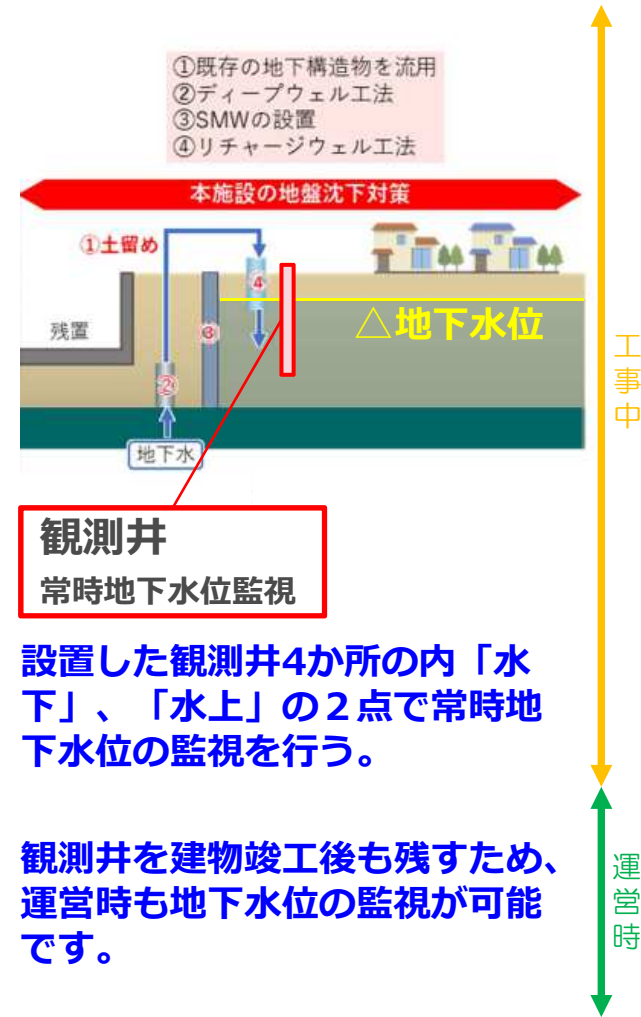 ①既存の地下構造物を流用
②ディープウェル工法
③SMWの設置
④リチャージウェル工法
本施設の地盤沈下対策
①土留め
④
△地下水位
残置
③
②
地下水
工事中
観測井
常時地下水位監視
設置した観測井4か所の内「水
下」、「水上」の２点で常時地
下水位の監視を行う。
観測井を建物竣工後も残すため、
運営時も地下水位の監視が可能
です。
運営時